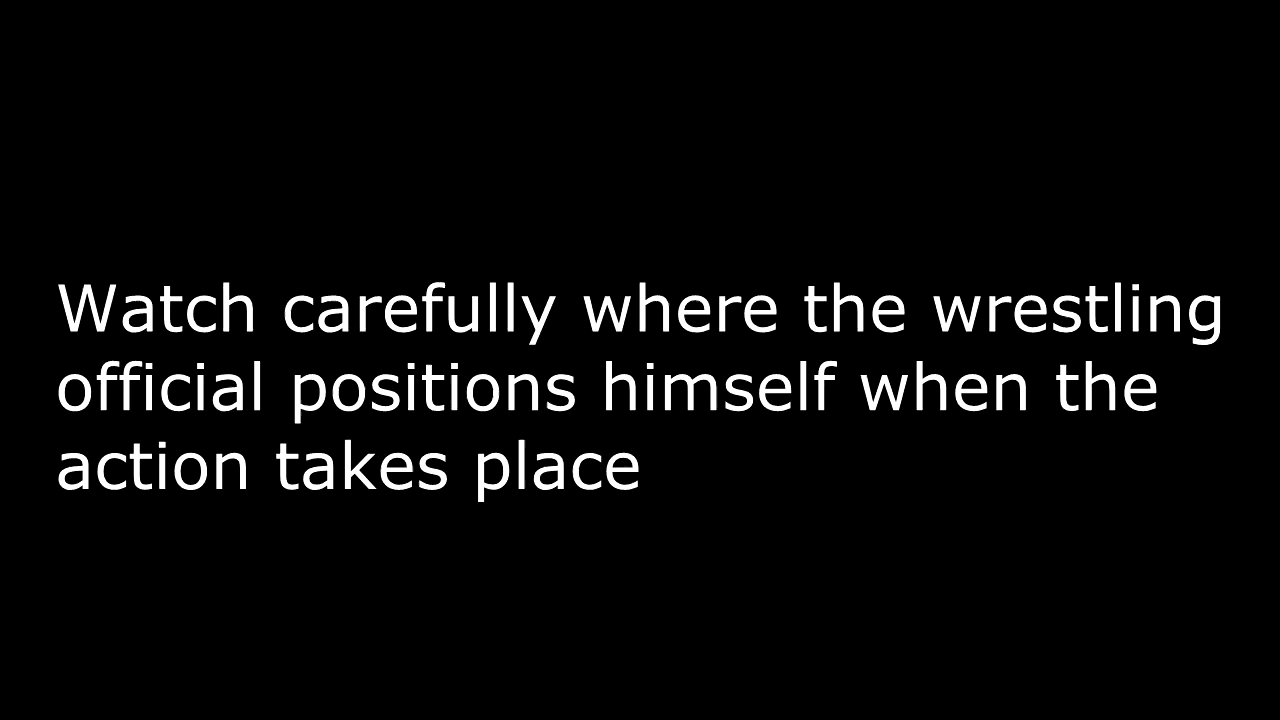 Watch carefully where the wrestling
official positions himself when the
action takes place